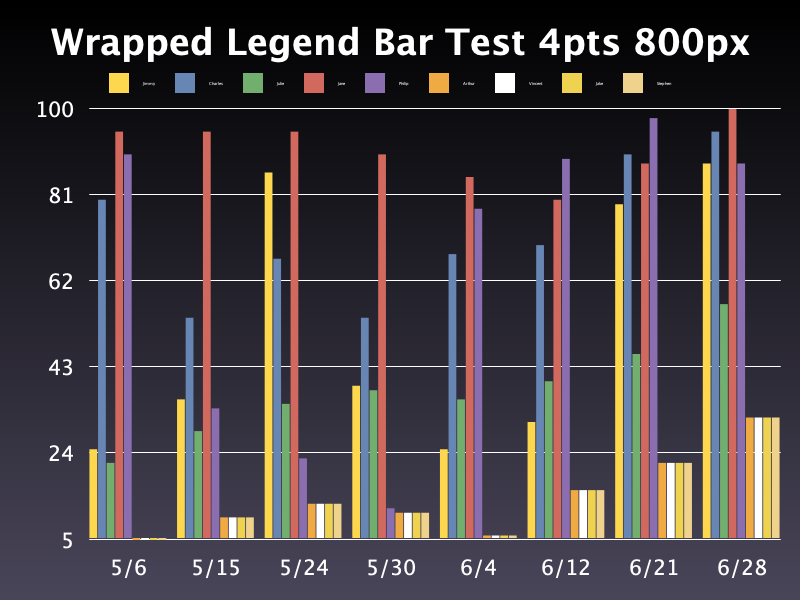 Wrapped Legend Bar Test 4pts 800px
Jimmy Charles Julie Jane Philip Arthur Vincent Jake Stephen
100
81
62
43
24
5
5/6 5/15 5/24 5/30 6/4 6/12 6/21 6/28